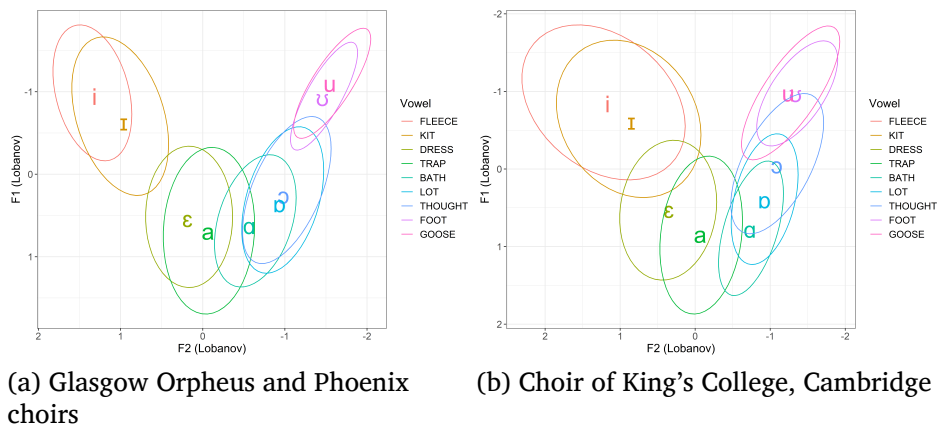 -1
0
1
F1 (Lobanov)
i
ɪ
ɛ
a
ɑ
ɒ
ɔ
ʊ
u
2
1
0
-1
-2
F2 (Lobanov)
Vowel
FLEECE
KIT
DRESS
TRAP
BATH
LOT
THOUGHT
FOOT
GOOSE
(a) Glasgow Orpheus and Phoenix
choirs
-2
-1
0
1
2
F1 (Lobanov)
i
ɪ
ɛ
a
ɑ
ɒ
ɔ
u
ʊ
2
1
0
-1
-2
F2 (Lobanov)
Vowel
FLEECE
KIT
DRESS
TRAP
BATH
LOT
THOUGHT
FOOT
GOOSE
(b) Choir of King's College, Cambridge